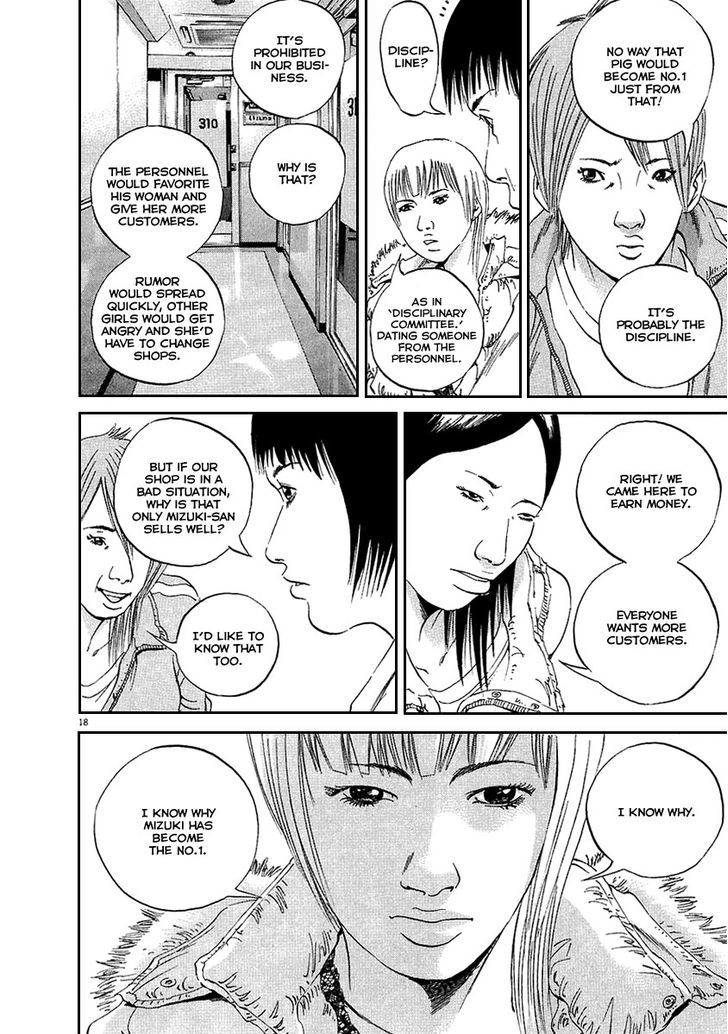 NO WAY THAT
PIG WOULD
BECOME NO.1
JUST FROM
THAT!
IT'S
PROBABLY THE
DISCIPLINE.
DISCIP-
LINE?
AS IN
'DISCIPLINARY
COMMITTEE.'
DATING SOMEONE
FROM THE
PERSONNEL.
IT'S
PROHIBITED
IN OUR BUSI-
NESS.
WHY IS
THAT?
THE PERSONNEL
WOULD FAVORITE
HIS WOMAN AND
GIVE HER MORE
CUSTOMERS.
RUMOR
WOULD SPREAD
QUICKLY, OTHER
GIRLS WOULD GET
ANGRY AND SHE'D
HAVE TO CHANGE
SHOPS.
310
3
RIGHT! WE
CAME HERE TO
EARN MONEY.
EVERYONE
WANTS MORE
CUSTOMERS.
BUT IF OUR
SHOP IS IN A
BAD SITUATION,
WHY IS THAT
ONLY MIZUKI-SAN
SELLS WELL?
I'D LIKE TO
KNOW THAT
TOO.
18
I KNOW WHY.
I KNOW WHY
MIZUKI HAS
BECOME
THE NO.1.